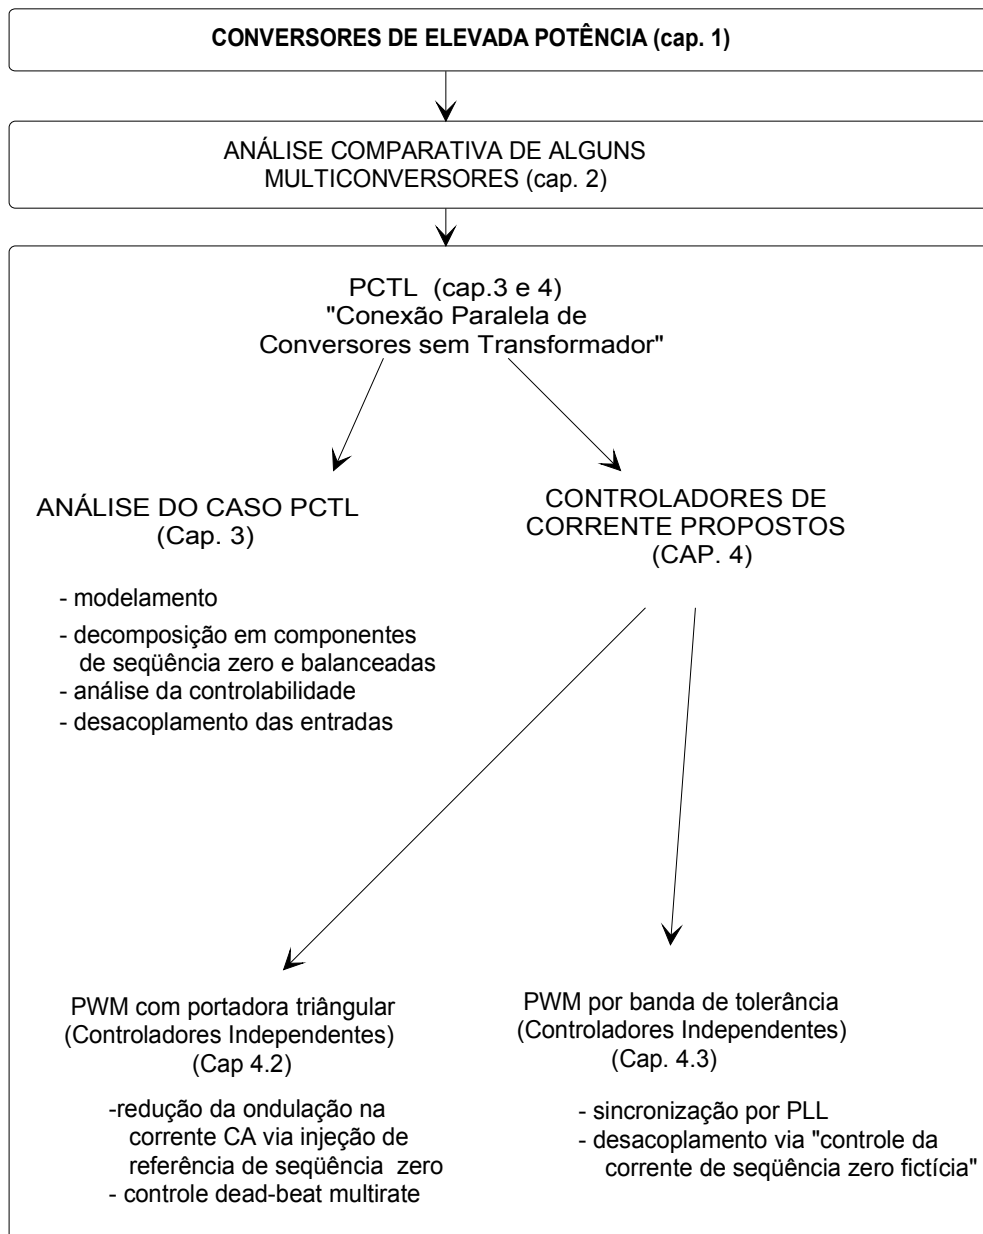 CONVERSORES DE ELEVADA POTÊNCIA (cap. 1)
ANÁLISE COMPARATIVA DE ALGUNS
MULTICONVERSORES (cap. 2)
PCTL (cap.3 e 4)
"Conexão Paralela de
Conversores sem Transformador"
ANÁLISE DO CASO PCTL
(Cap. 3)
- modelamento
- decomposição em componentes
de seqüência zero e balanceadas
- análise da controlabilidade
- desacoplamento das entradas
CONTROLADORES DE
CORRENTE PROPOSTOS
(CAP. 4)
PWM com portadora triângular
(Controladores Independentes)
(Cap 4.2)
-redução da ondulação na
corrente CA via injeção de
referência de seqüência zero
- controle dead-beat multirate
PWM por banda de tolerância
(Controladores Independentes)
(Cap. 4.3)
- sincronização por PLL
- desacoplamento via "controle da
corrente de seqüência zero fictícia"